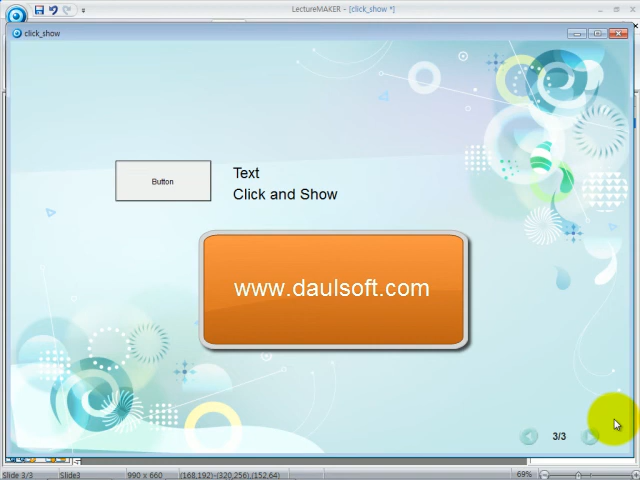 LectureMAKER - [click_show *]
click_show
Button
Text
Click and Show
www.daulsoft.com
3/3
Slide 3/3
Slide3
990 x 660
(168,192)-(320,256),(152,64)
69%